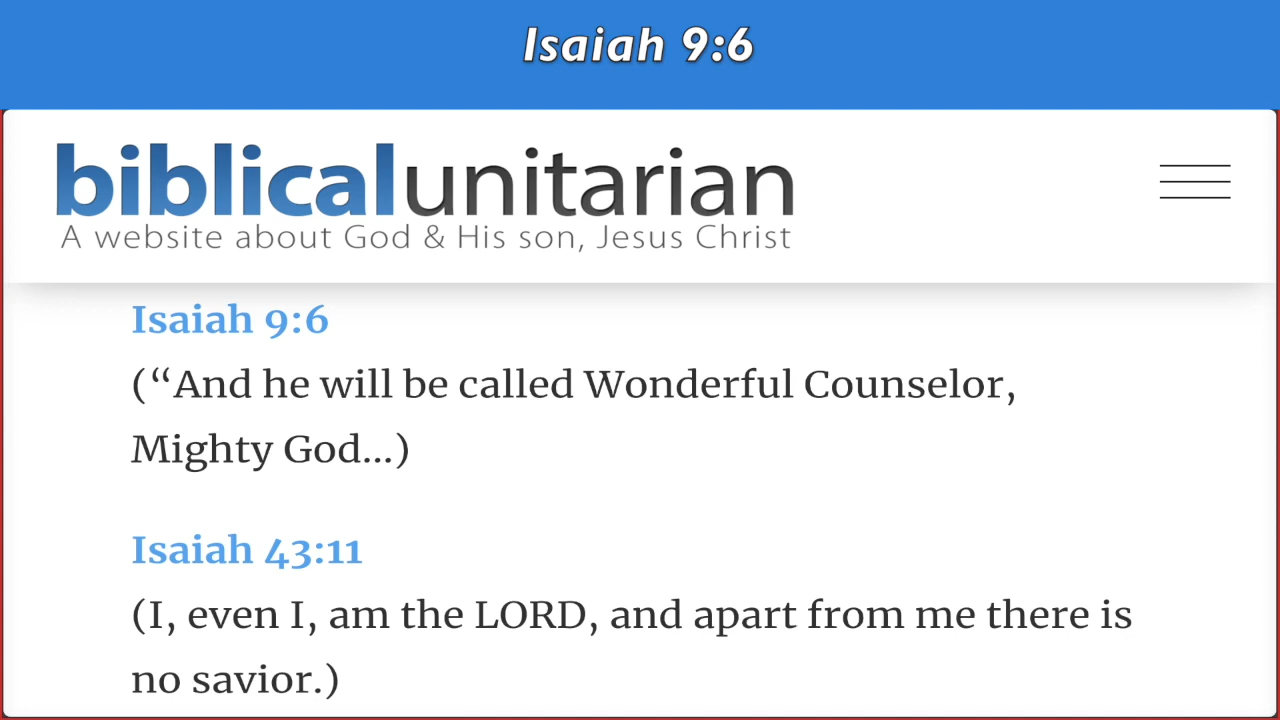 Isaiah 9:6
biblicalunitarian
A website about God & His son, Jesus Christ
Isaiah 9:6
(“And he will be called Wonderful Counselor,
Mighty God...)
Isaiah 43:11
(I, even I, am the LORD, and apart from me there is
no savior.)